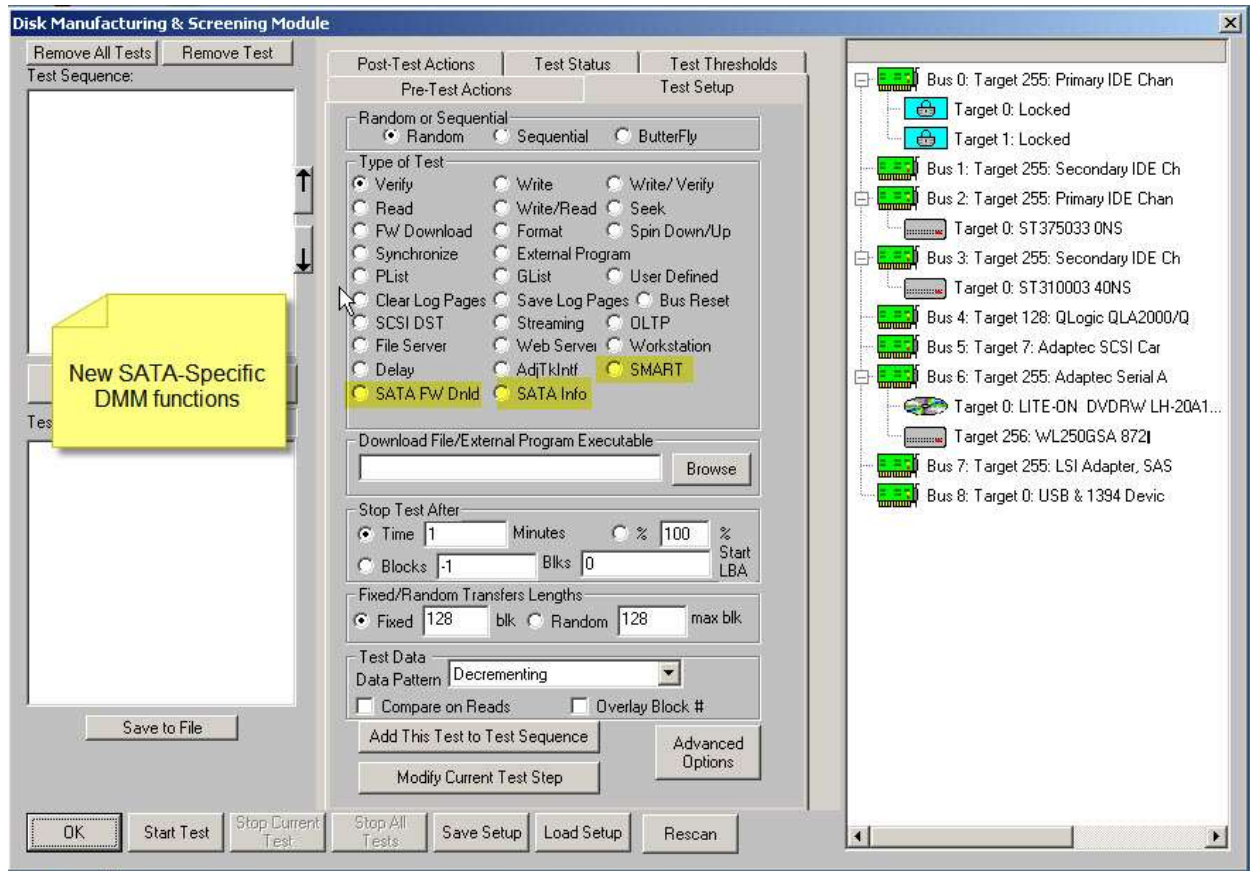 Disk Manufacturing & Screening Module
Remove All Tests Remove Test
Test Sequence:
New SATA-Specific
DMM functions
Tes
Save to File
Post-Test Actions Test Status Test Thresholds
Pre-Test Actions Test Setup
Random or Sequential
Random Sequential ButterFly
Type of Test
Verify Write Write/ Verify
Read Write/Read Seek
FW Download Format Spin Down/Up
Synchronize External Program
PList GList User Defined
Clear Log Pages Save Log Pages Bus Reset
SCSI DST Streaming OLTP
File Server Web Server Workstation
Delay AdjTkIntf SMART
SATA FW Dnld SATA Info
Download File/External Program Executable
Browse
Stop Test After
Time 1 Minutes % 100 %
Blocks -1 Blks 0 Start
LBA
Fixed/Random Transfers Lengths
Fixed 128 blk Random 128 max blk
Test Data
Data Pattern Decrementing
Compare on Reads Overlay Block #
Add This Test to Test Sequence
Modify Current Test Step
Advanced
Options
Bus 0: Target 255: Primary IDE Chan
Target 0: Locked
Target 1: Locked
Bus 1: Target 255: Secondary IDE Ch
Bus 2: Target 255: Primary IDE Chan
Target 0: ST375033 0NS
Bus 3: Target 255: Secondary IDE Ch
Target 0: ST310003 40NS
Bus 4: Target 128: QLogic QLA2000/Q
Bus 5: Target 7: Adaptec SCSI Car
Bus 6: Target 255: Adaptec Serial A
Target 0: LITE-ON DVDRW LH-20A1...
Target 256: WL250GSA 872
Bus 7: Target 255: LSI Adapter, SAS
Bus 8: Target 0: USB & 1394 Devic
OK Start Test Stop Current
Test Stop All
Tests Save Setup Load Setup Rescan